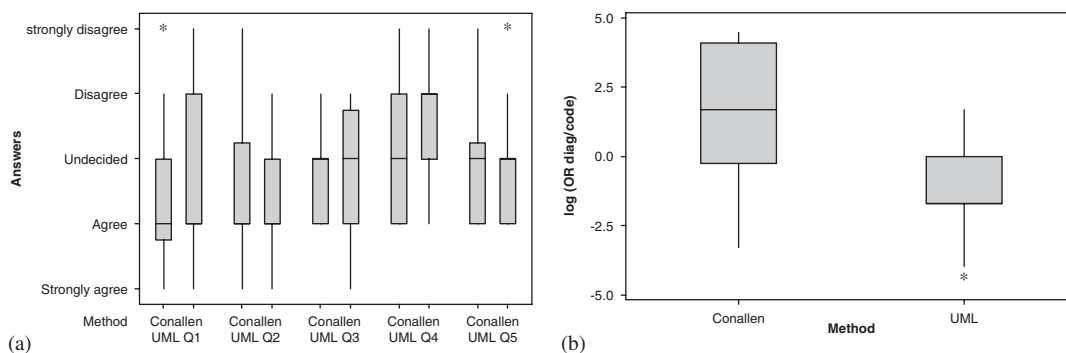 strongly disagree
Disagree
Undecided
Agree
Strongly agree
Answers
Method
Conallen Conallen Conallen Conallen Conallen
UML Q1 UML Q2 UML Q3 UML Q4 UML Q5
(a)
5.0
2.5
0.0
-2.5
-5.0
log (OR diag/code)
Conallen UML
Method
(b)